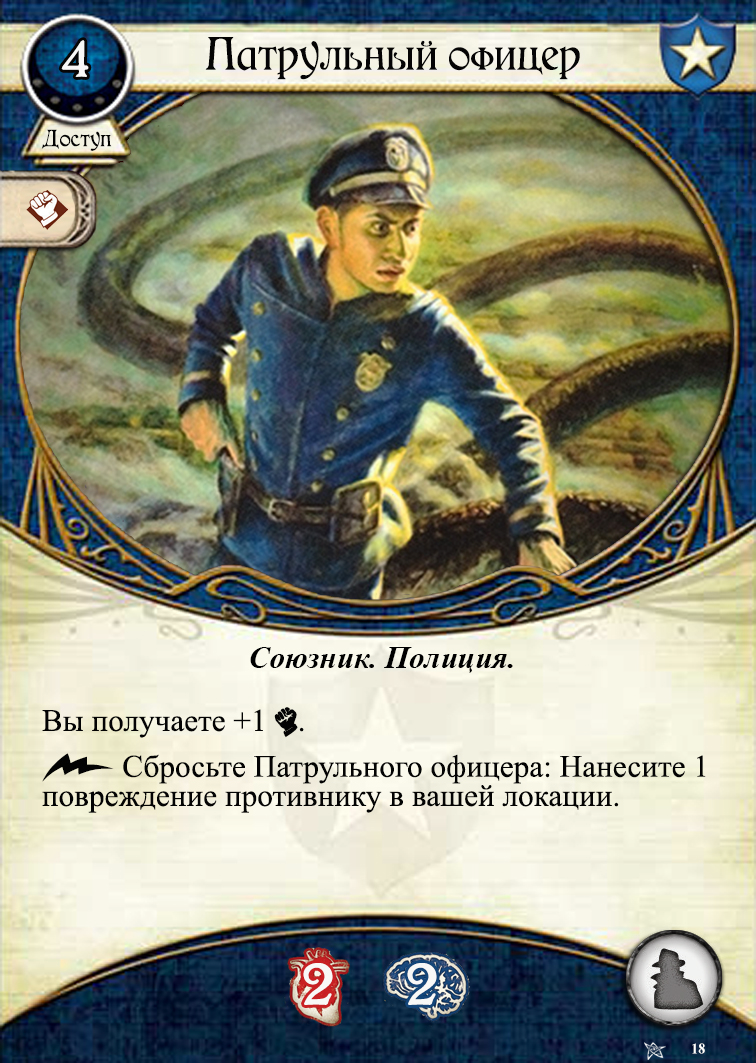 4
Патрульный офицер
Доступ
Союзник. Полиция.
Вы получаете +1 .
Сбросьте Патрульного офицера: Нанесите 1
повреждение противнику в вашей локации.
2
2
18